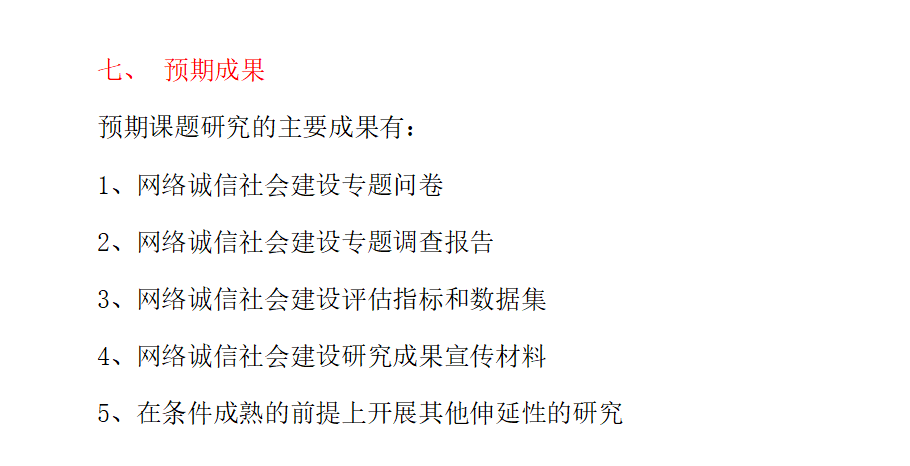 七、 预期成果
预期课题研究的主要成果有：
1、网络诚信社会建设专题问卷
2、网络诚信社会建设专题调查报告
3、网络诚信社会建设评估指标和数据集
4、网络诚信社会建设研究成果宣传材料
5、在条件成熟的前提上开展其他伸延性的研究